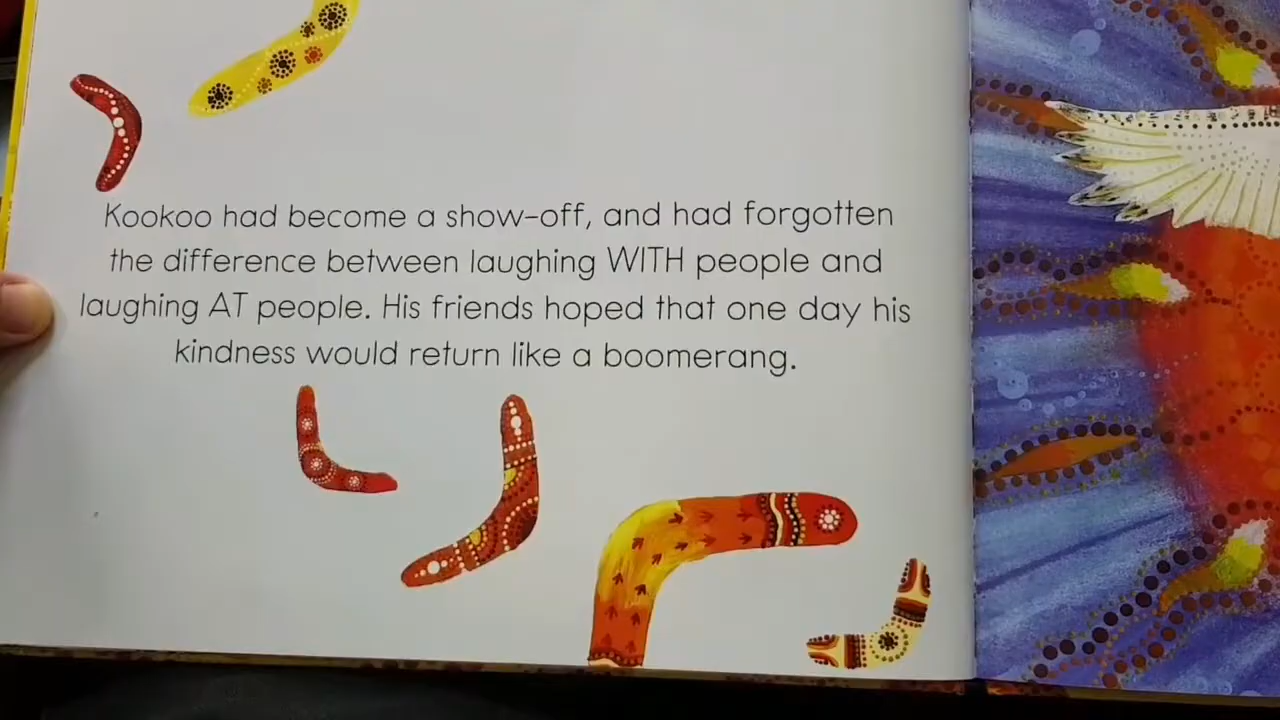 Kookoo had become a show-off, and had forgotten
the difference between laughing WITH people and
laughing AT people. His friends hoped that one day his
kindness would return like a boomerang.